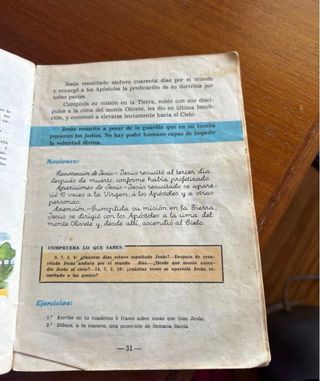 Jesús resucitado anduvo cuarenta días por el mundo
y encargó a los Apóstoles la predicación de su doctrina por
todas partes.
Cumplida su misión en la Tierra, subió con sus discí-
pulos a la cima del monte Olivete, les dio su última bendi-
ción, y comenzó a elevarse lentamente hacia el Cielo.
Jesús resucitó a pesar de la guardia que en su tumba
pusieron los judíos. No hay poder humano capaz de impedir
la voluntad divina.
Nociones:
Resurrección de Jesús.— Jesús resucitó al tercer día
después de muerto, conforme había profetizado.
Apariciones de Jesús.— Jesús resucitado se apare-
ció 10 veces a la Virgen, a los Apóstoles y a otras
personas.
Ascensión.— Cumplida su misión en la Tierra,
Jesús se dirigió con los Apóstoles a la cima del
monte Olivete y, desde allí, ascendió al Cielo.
COMPRUEBA LO QUE SABES:
3, 7, 2, 4: ¿cuántos días estuvo sepultado Jesús?—Después de resu-
citado Jesús anduvo por el mundo ...días.—¿Desde qué monte ascen-
dió Jesús al cielo?— 7, 2, 10: ¿cuántas veces se apareció Jesús re-
sucitado a las gentes?
Ejercicios:
1.° Escribe en tu cuaderno 3 frases sobre cosas que hizo Jesús.
2.° Dibuja, a tu manera, una procesión de Semana Santa.
— 31 —